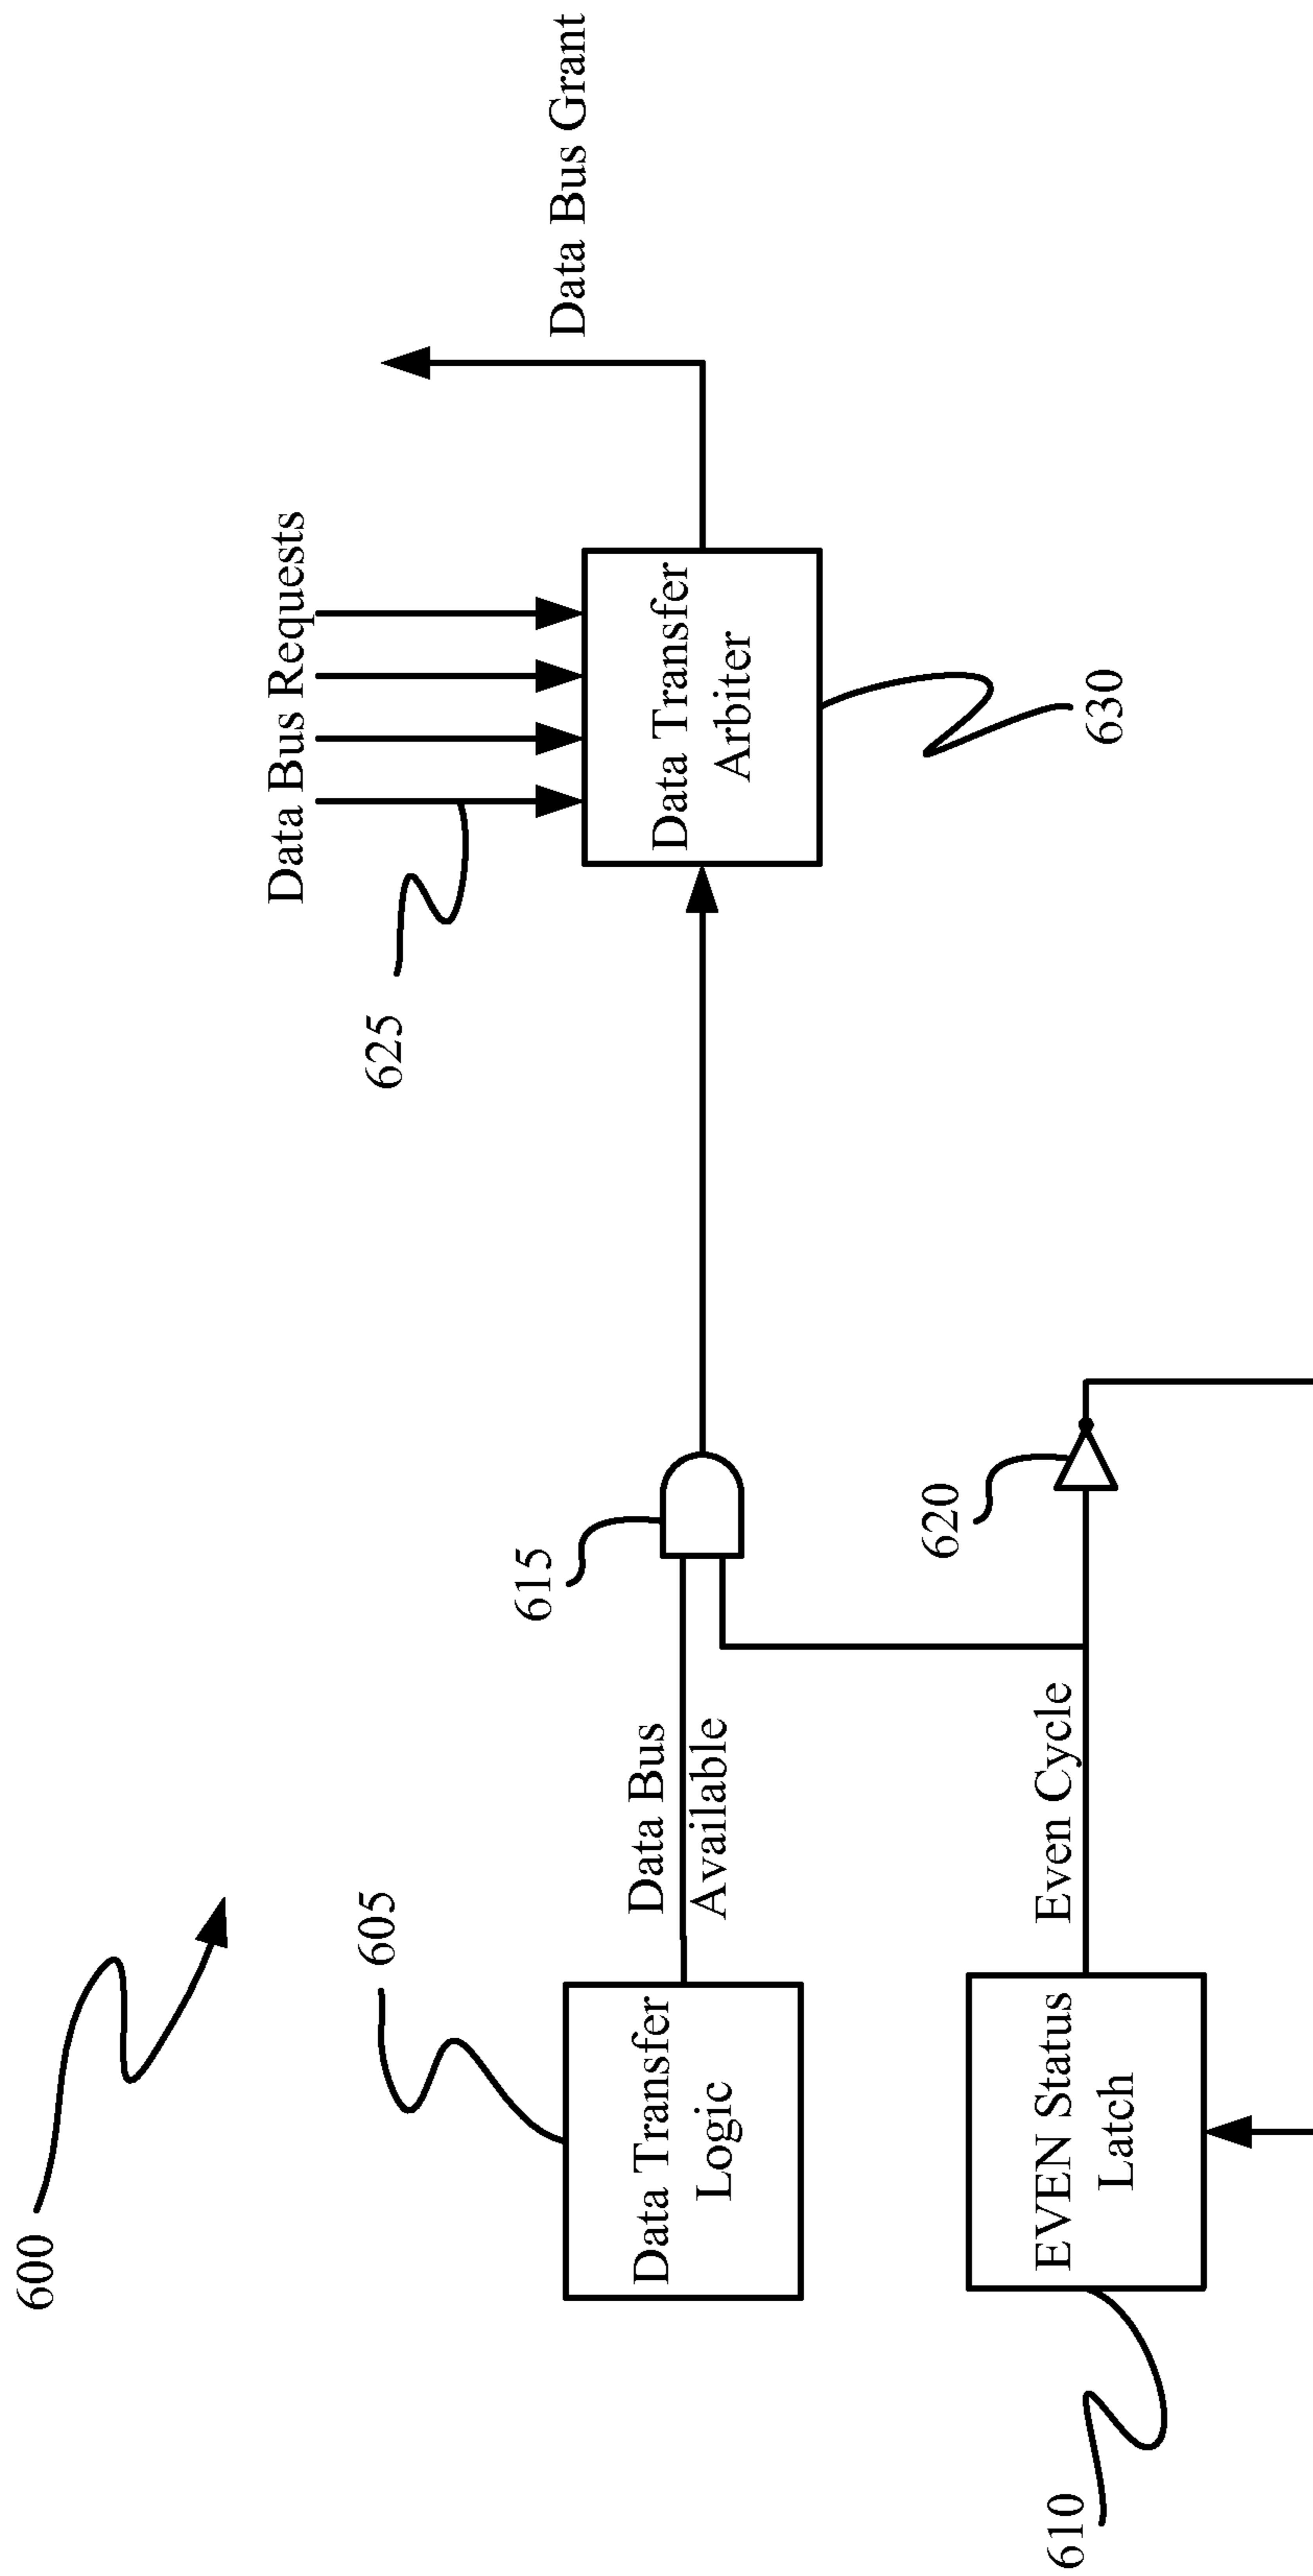 600
605
Data Transfer
Logic
Data Bus
Available
610
EVEN Status
Latch
Even Cycle
615
620
625
Data Bus Requests
Data Transfer
Arbiter
630
Data Bus Grant